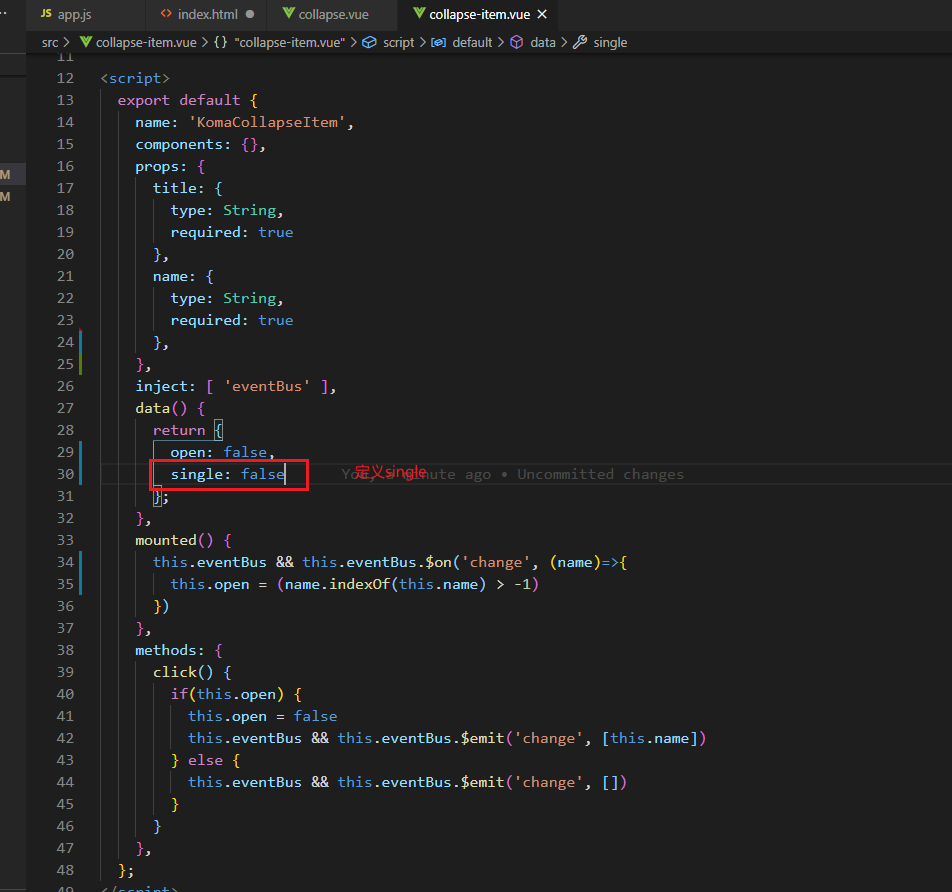 JS app.js
<> index.html
collapse.vue
collapse-item.vue
src > collapse-item.vue > {} "collapse-item.vue" > script > default > data > single
11
12 <script>
13 export default {
14 name: 'KomaCollapseItem',
15 components: {},
16 props: {
17 title: {
18 type: String,
19 required: true
20 },
21 name: {
22 type: String,
23 required: true
24 },
25 },
26 inject: [ 'eventBus' ],
27 data() {
28 return {
29 open: false,
30 single: false
You, a minute ago • Uncommitted changes
定义single
31 };
32 },
33 mounted() {
34 this.eventBus && this.eventBus.$on('change', (name)=>{
35 this.open = (name.indexOf(this.name) > -1)
36 })
37 },
38 methods: {
39 click() {
40 if(this.open) {
41 this.open = false
42 this.eventBus && this.eventBus.$emit('change', [this.name])
43 } else {
44 this.eventBus && this.eventBus.$emit('change', [])
45 }
46 }
47 },
48 };
49 </script>
M
M